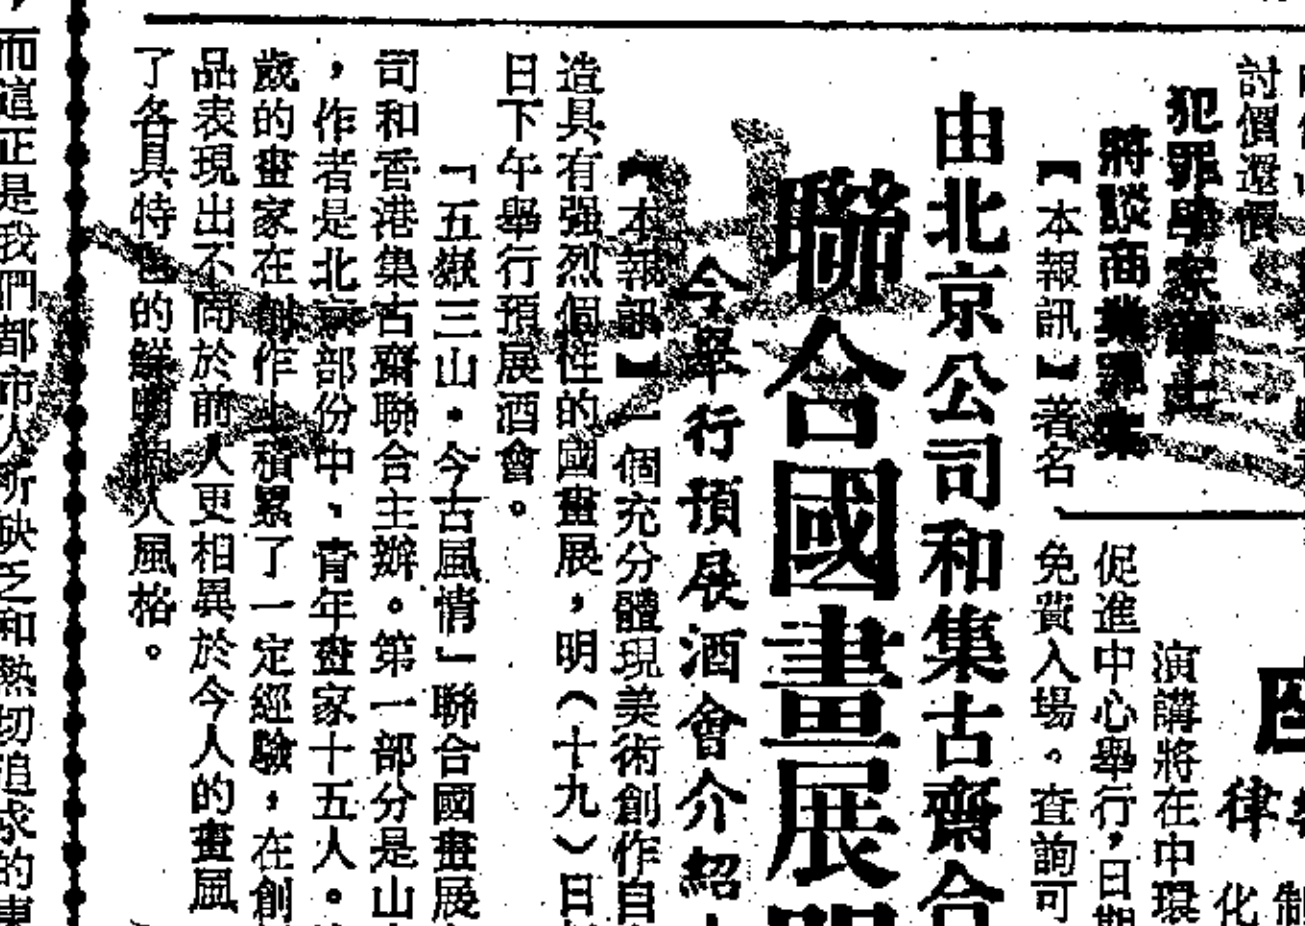 討價還價
犯罪學家
將談商業罪案
【本報訊】著名
律
化
制
演講將在中環
促進中心舉行,日期
免費入場。查詢可
由北京公司和集古齋合
聯合國畫展
今舉行預展酒會介紹
【本報訊】一個充分體現美術創作自
造具有强烈個性的國畫展,明(十九)日
日下午舉行預展酒會。
「五嶽三山・今古風情」聯合國畫展
司和香港集古齋聯合主辦。第一部分是山
,作者是北京部份中、青年畫家十五人。
歲的畫家在創作上積累了一定經驗,在創
品表現出不同於前人更相異於今人的畫風
了各具特色的鮮明個人風格。
而這正是我們都市人所缺乏和熱切追求的東